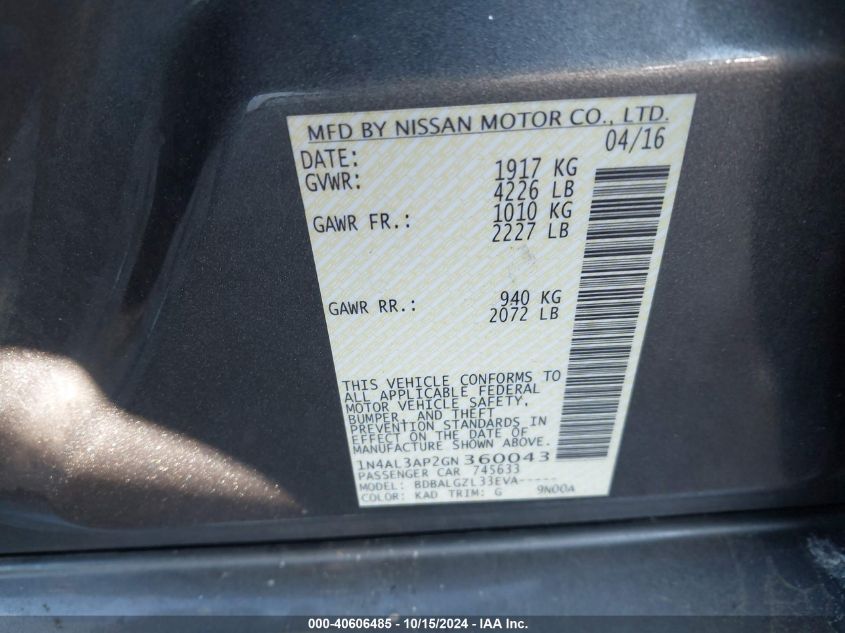 MFD BY NISSAN MOTOR CO., LTD.
DATE: 04/16
GVWR: 1917 KG
4226 LB
GAWR FR.: 1010 KG
2227 LB
GAWR RR.: 940 KG
2072 LB
THIS VEHICLE CONFORMS TO
ALL APPLICABLE FEDERAL
MOTOR VEHICLE SAFETY,
BUMPER, AND THEFT
PREVENTION STANDARDS IN
EFFECT ON THE DATE OF
MANUFACTURE SHOWN ABOVE.
1N4AL3AP2GN360043
PASSENGER CAR 745633
MODEL: BDBALGZL33EVA-----
COLOR: KAD TRIM: G 9N00A
000-40606485 - 10/15/2024 - IAA Inc.